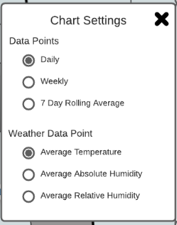 Chart Settings
Data Points
Daily
Weekly
7 Day Rolling Average
Weather Data Point
Average Temperature
Average Absolute Humidity
Average Relative Humidity